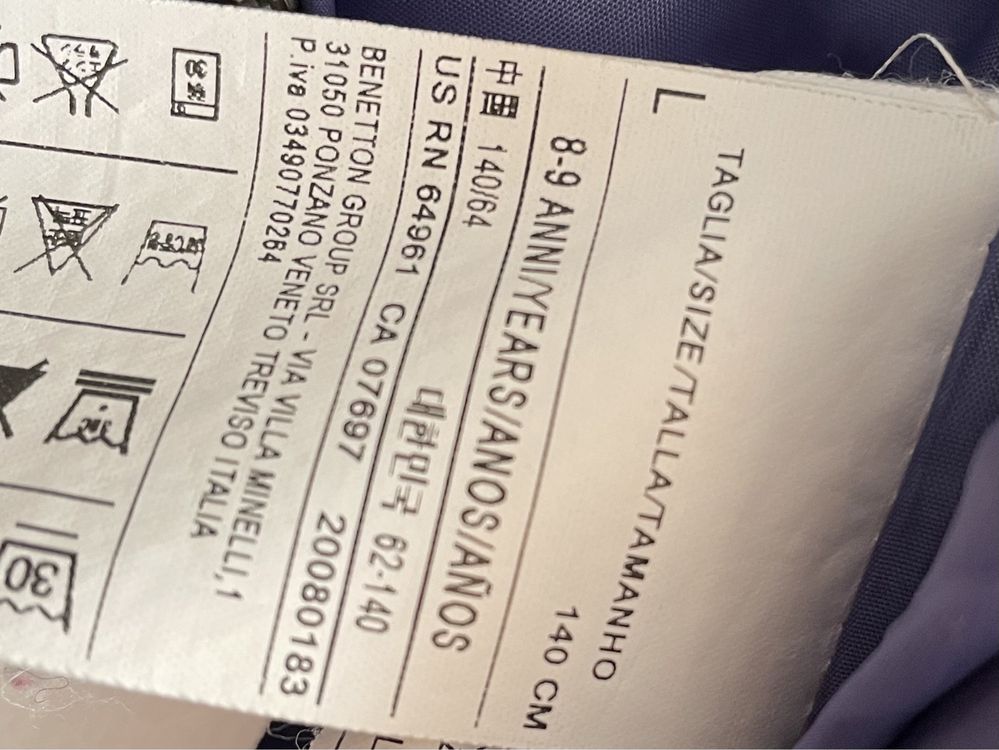 TAGLIA/SIZE/TALLA/TAMANHO
L 140 CM
8-9 ANNI/YEARS/ANOS/AÑOS
中国 140/64 대한민국 62-140
US RN 64961 CA 07697 20080183
BENETTON GROUP SRL - VIA VILLA MINELLI, 1
31050 PONZANO VENETO TREVISO ITALIA
P.iva 03490770264
30